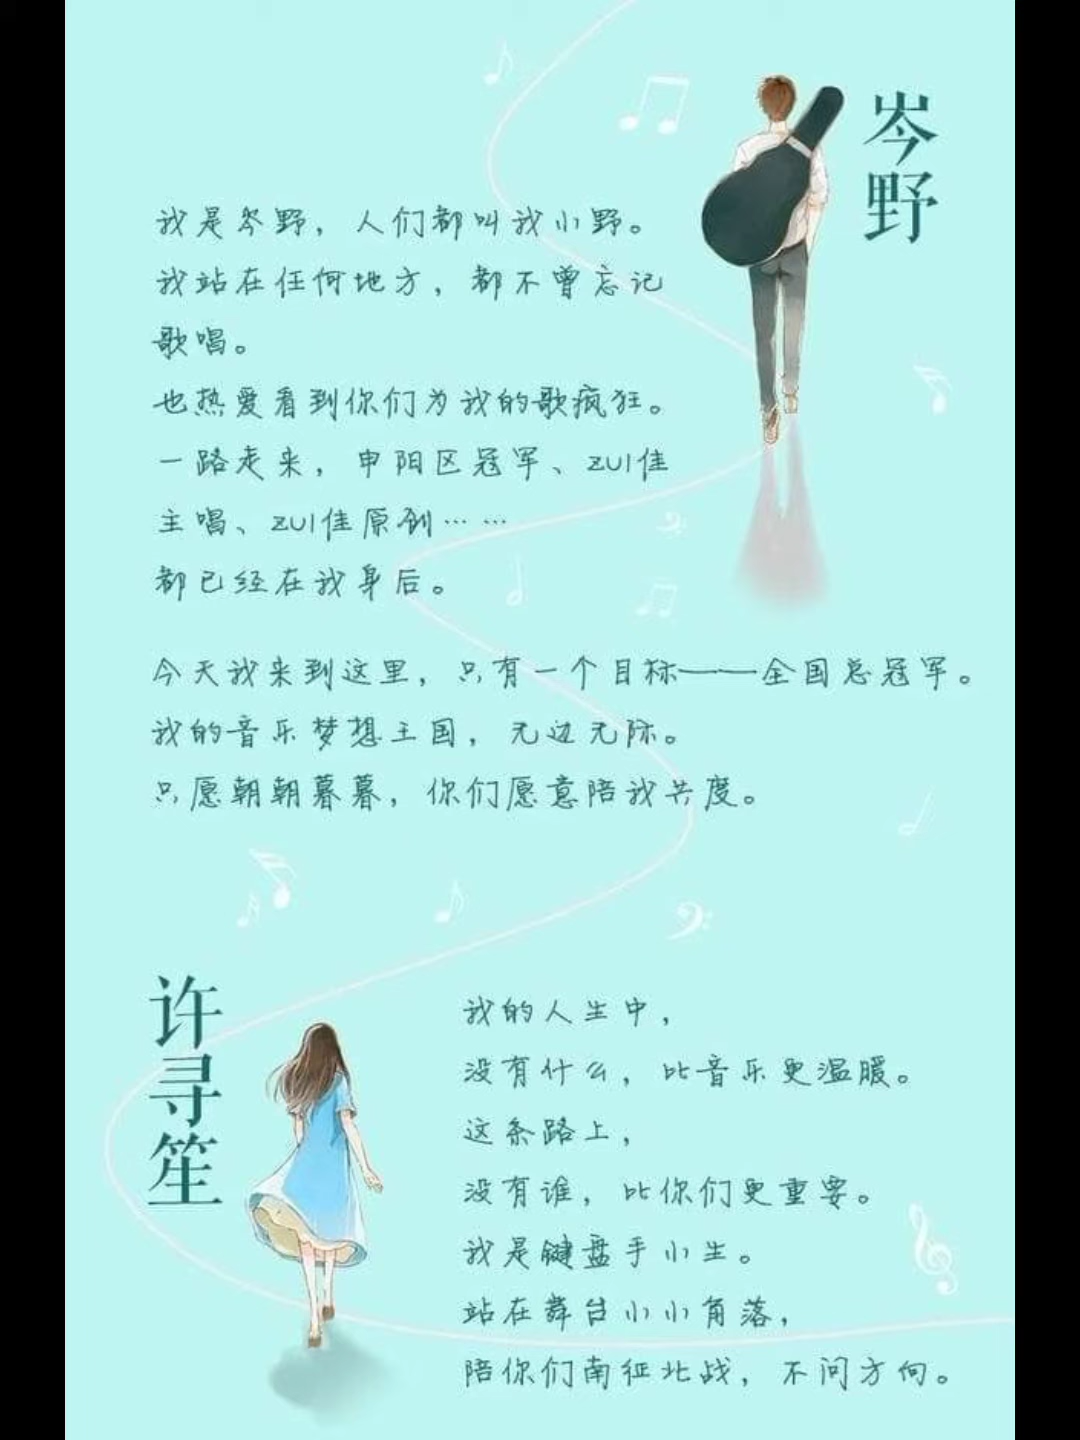 岑野
我是岑野，人们都叫我小野。
我站在任何地方，都不曾忘记
歌唱。
也热爱看到你们为我的歌疯狂。
一路走来，申阳区冠军、zui佳
主唱、zui佳原创……
都已经在我身后。
今天我来到这里，只有一个目标——全国总冠军。
我的音乐梦想王国，无边无际。
只愿朝朝暮暮，你们愿意陪我共度。
许寻笙
我的人生中，
没有什么，比音乐更温暖。
这条路上，
没有谁，比你们更重要。
我是键盘手小生。
站在舞台小小角落，
陪你们南征北战，不问方向。